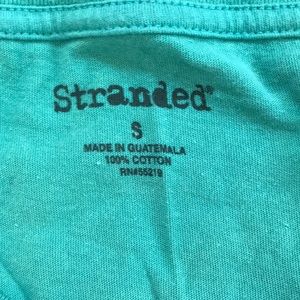 Stranded®
S
MADE IN GUATEMALA
100% COTTON
RN#55219